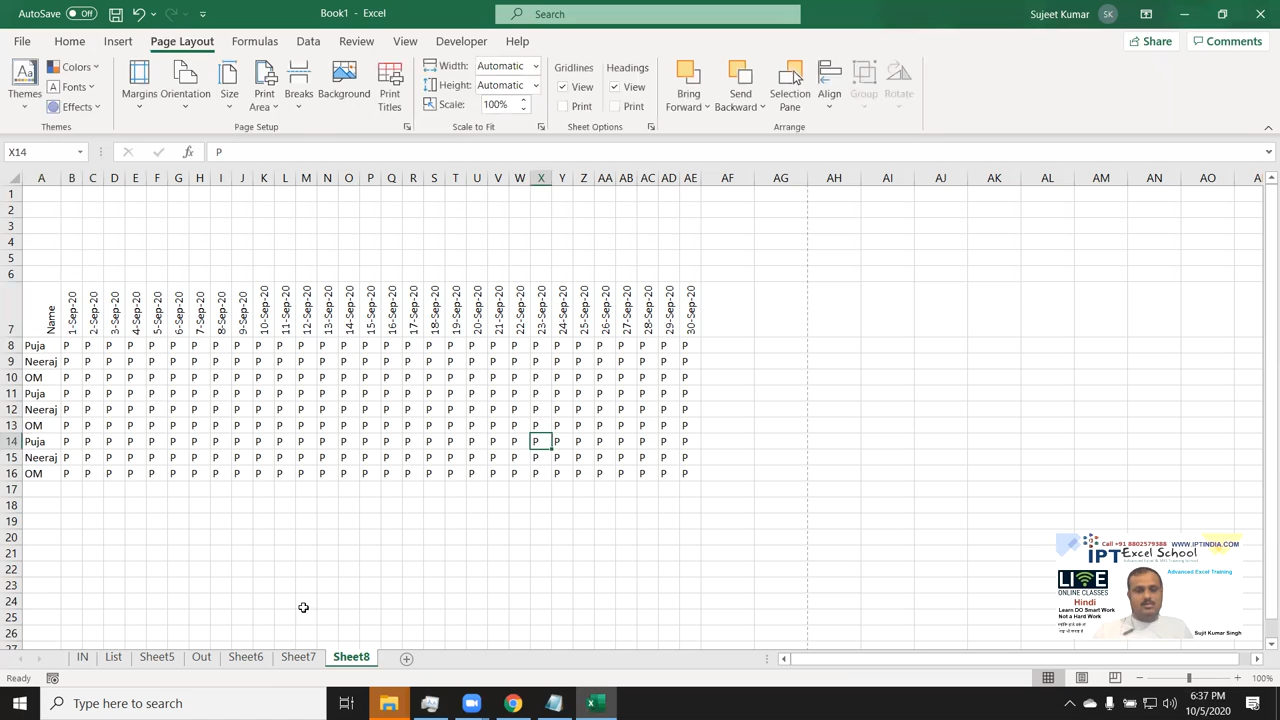 AutoSave Off Book1 - Excel Search Sujeet Kumar SK
File Home Insert Page Layout Formulas Data Review View Developer Help Share Comments
Themes Colors Fonts Effects Margins Orientation Size Print Area Breaks Background Print Titles Width: Automatic Height: Automatic Scale: 100% Gridlines View Print Headings View Print Bring Forward Send Backward Selection Pane Align Group Rotate
Themes Page Setup Scale to Fit Sheet Options Arrange
X14 fx P
A B C D E F G H I J K L M N O P Q R S T U V W X Y Z AA AB AC AD AE AF AG AH AI AJ AK AL AM AN AO A
1
2
3
4
5
6
7 Name 1-Sep-20 2-Sep-20 3-Sep-20 4-Sep-20 5-Sep-20 6-Sep-20 7-Sep-20 8-Sep-20 9-Sep-20 10-Sep-20 11-Sep-20 12-Sep-20 13-Sep-20 14-Sep-20 15-Sep-20 16-Sep-20 17-Sep-20 18-Sep-20 19-Sep-20 20-Sep-20 21-Sep-20 22-Sep-20 23-Sep-20 24-Sep-20 25-Sep-20 26-Sep-20 27-Sep-20 28-Sep-20 29-Sep-20 30-Sep-20
8 Puja P P P P P P P P P P P P P P P P P P P P P P P P P P P P P P
9 Neeraj P P P P P P P P P P P P P P P P P P P P P P P P P P P P P P
10 OM P P P P P P P P P P P P P P P P P P P P P P P P P P P P P P
11 Puja P P P P P P P P P P P P P P P P P P P P P P P P P P P P P P
12 Neeraj P P P P P P P P P P P P P P P P P P P P P P P P P P P P P P
13 OM P P P P P P P P P P P P P P P P P P P P P P P P P P P P P P
14 Puja P P P P P P P P P P P P P P P P P P P P P P P P P P P P P P
15 Neeraj P P P P P P P P P P P P P P P P P P P P P P P P P P P P P P
16 OM P P P P P P P P P P P P P P P P P P P P P P P P P P P P P P
17
18
19
20
21
22
23
24
25
26
27
Call +91 8802579388 WWW.IPTINDIA.COM
IPT Excel School
LIVE Advanced Excel Training
ONLINE CLASSES
Hindi
Learn DO Smart Work
Not a Hard Work
Sujit Kumar Singh
IN List Sheet5 Out Sheet6 Sheet7 Sheet8
Ready 100%
Type here to search 6:37 PM
10/5/2020